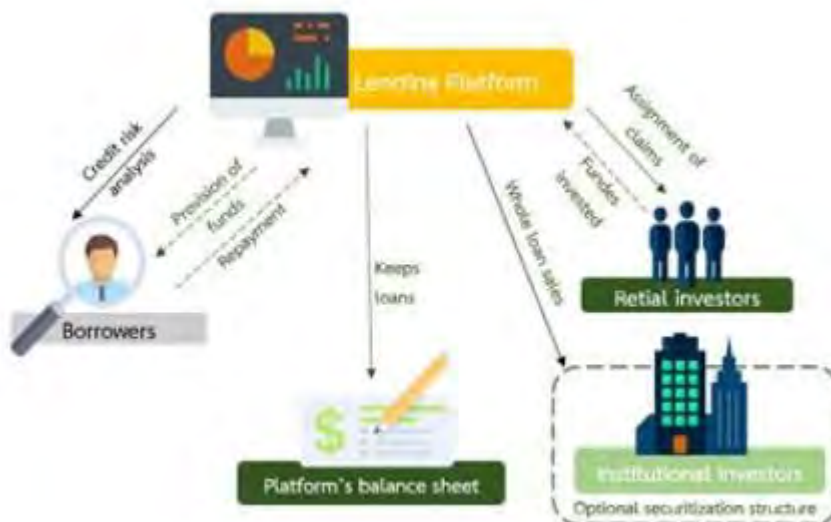 Lending Platform
Credit risk
analysis
Provision of
funds
Repayment
Keeps
loans
Whole loan sales
Assignment of
claims
Fundes
invested
Retial investors
Borrowers
Platform's balance sheet
Institutional investors
Optional securitization structure